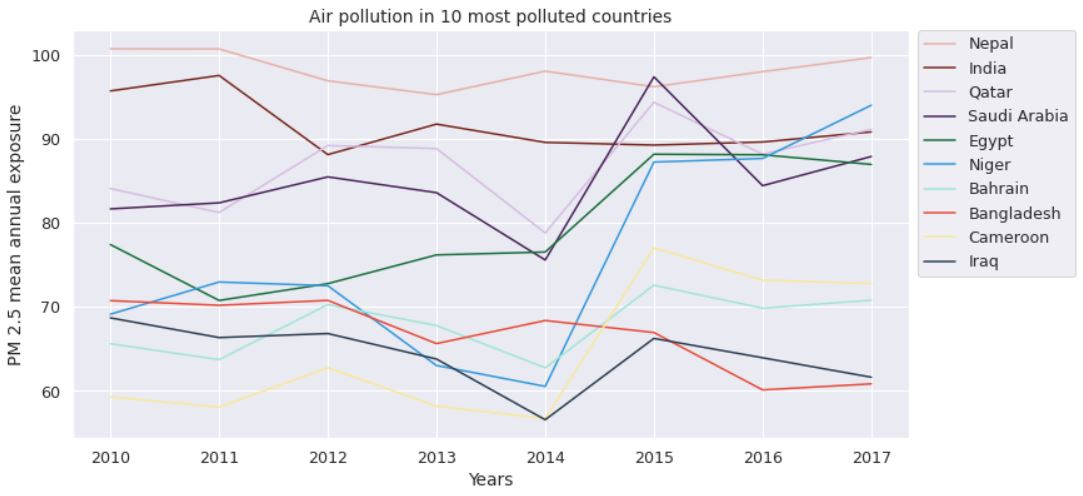 Air pollution in 10 most polluted countries
PM 2.5 mean annual exposure
100
90
80
70
60
2010 2011 2012 2013 2014 2015 2016 2017
Years
Nepal
India
Qatar
Saudi Arabia
Egypt
Niger
Bahrain
Bangladesh
Cameroon
Iraq